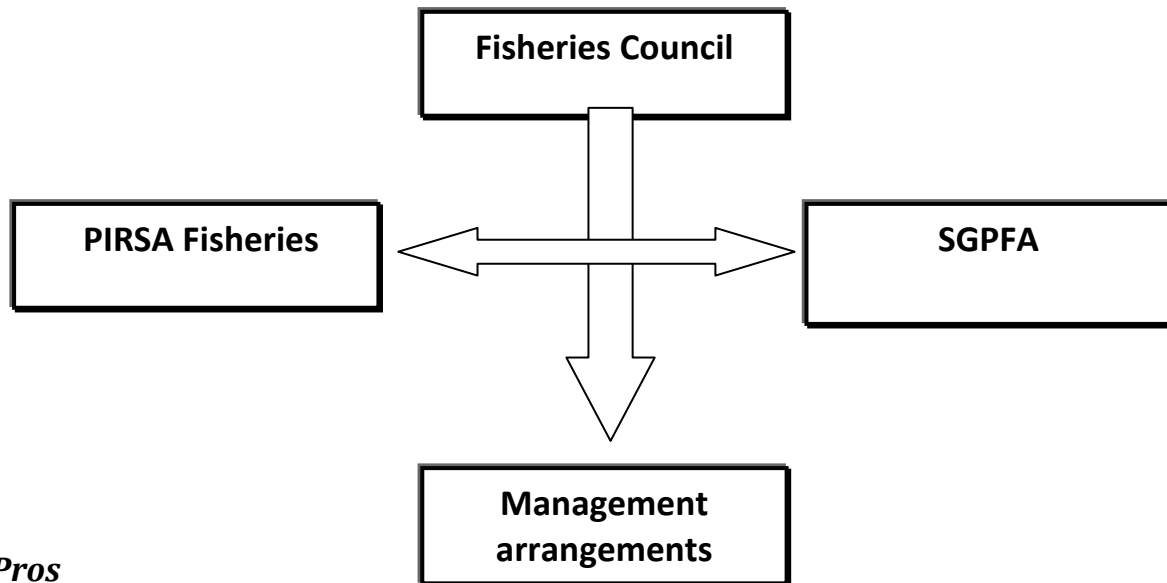 Fisheries Council
PIRSA Fisheries
SGPFA
Management
arrangements
Pros